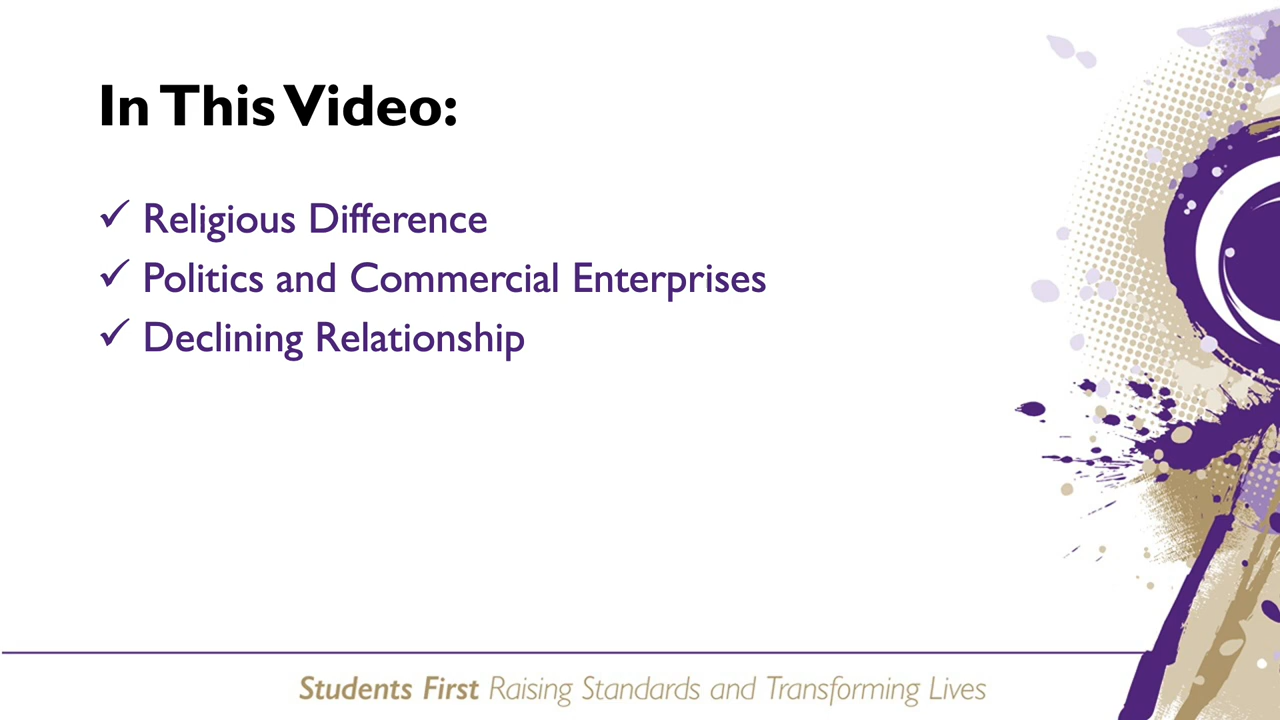 In This Video:
✓ Religious Difference
✓ Politics and Commercial Enterprises
✓ Declining Relationship
Students First Raising Standards and Transforming Lives